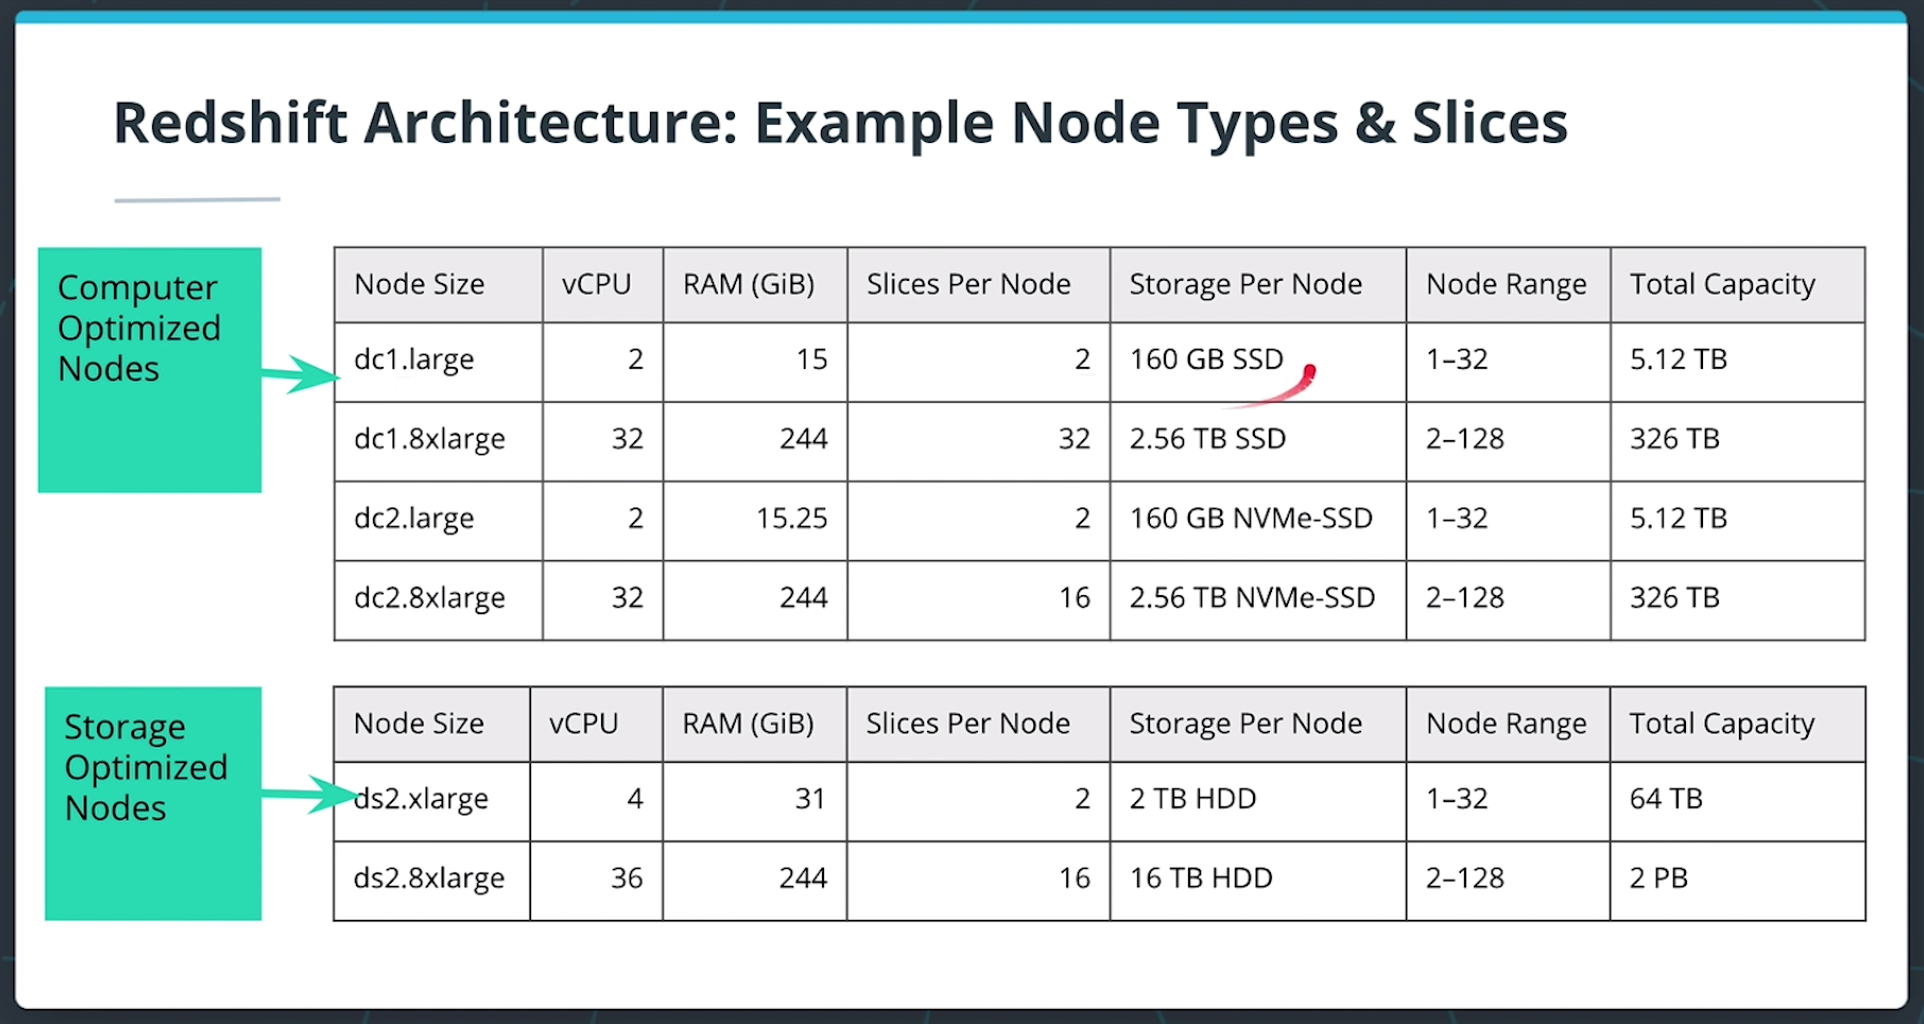 Redshift Architecture: Example Node Types & Slices
Computer
Optimized
Nodes
Node Size vCPU RAM (GiB) Slices Per Node Storage Per Node Node Range Total Capacity
dc1.large 2 15 2 160 GB SSD 1–32 5.12 TB
dc1.8xlarge 32 244 32 2.56 TB SSD 2–128 326 TB
dc2.large 2 15.25 2 160 GB NVMe-SSD 1–32 5.12 TB
dc2.8xlarge 32 244 16 2.56 TB NVMe-SSD 2–128 326 TB
Storage
Optimized
Nodes
Node Size vCPU RAM (GiB) Slices Per Node Storage Per Node Node Range Total Capacity
ds2.xlarge 4 31 2 2 TB HDD 1–32 64 TB
ds2.8xlarge 36 244 16 16 TB HDD 2–128 2 PB